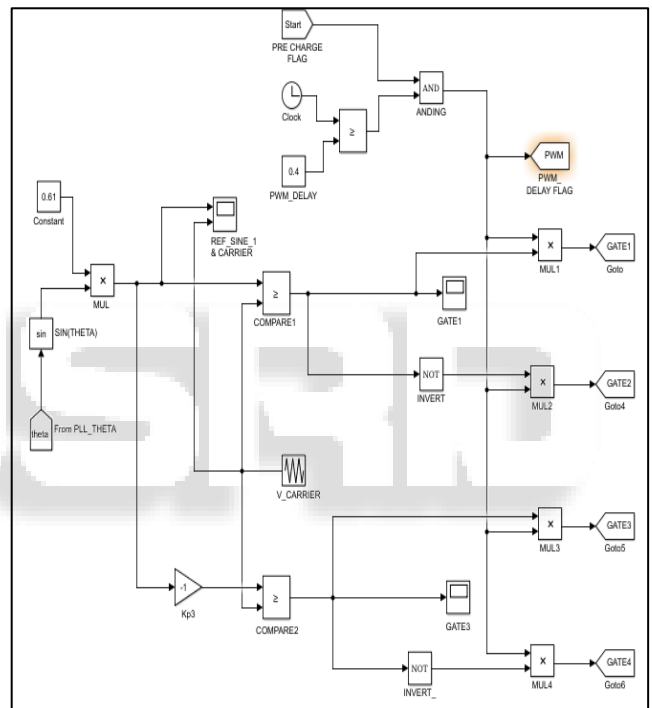 Start
PRE CHARGE
FLAG
AND
ANDING
Clock
≥
0.4
PWM_DELAY
PWM
PWM_
DELAY FLAG
0.61
Constant
REF_SINE_1
& CARRIER
×
MUL
≥
COMPARE1
GATE1
×
MUL1
GATE1
Goto
sin
SIN(THETA)
NOT
INVERT
×
MUL2
GATE2
Goto4
theta
From PLL_THETA
V_CARRIER
×
MUL3
GATE3
Goto5
-1
Kp3
≥
COMPARE2
GATE3
NOT
INVERT_
×
MUL4
GATE4
Goto6